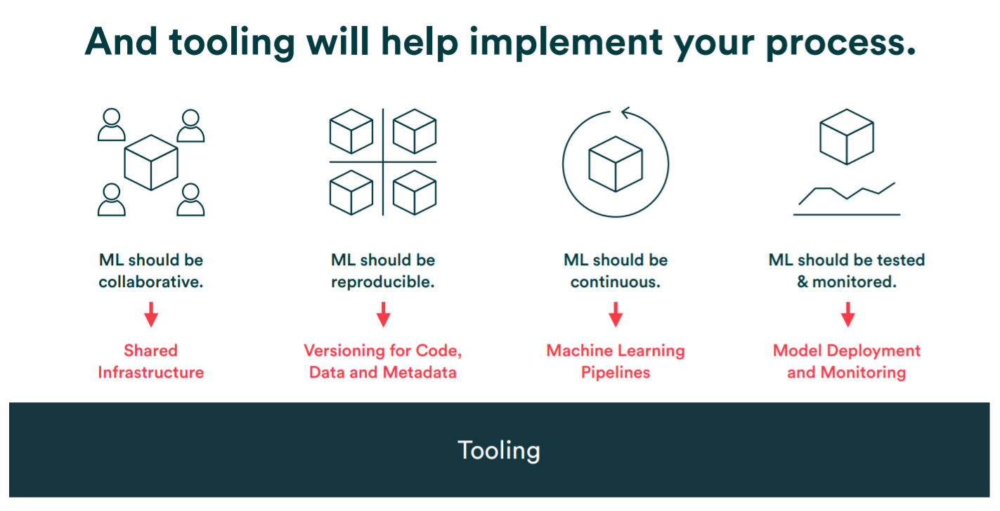 And tooling will help implement your process.
ML should be
collaborative.
Shared
Infrastructure
ML should be
reproducible.
Versioning for Code,
Data and Metadata
ML should be
continuous.
Machine Learning
Pipelines
ML should be tested
& monitored.
Model Deployment
and Monitoring
Tooling